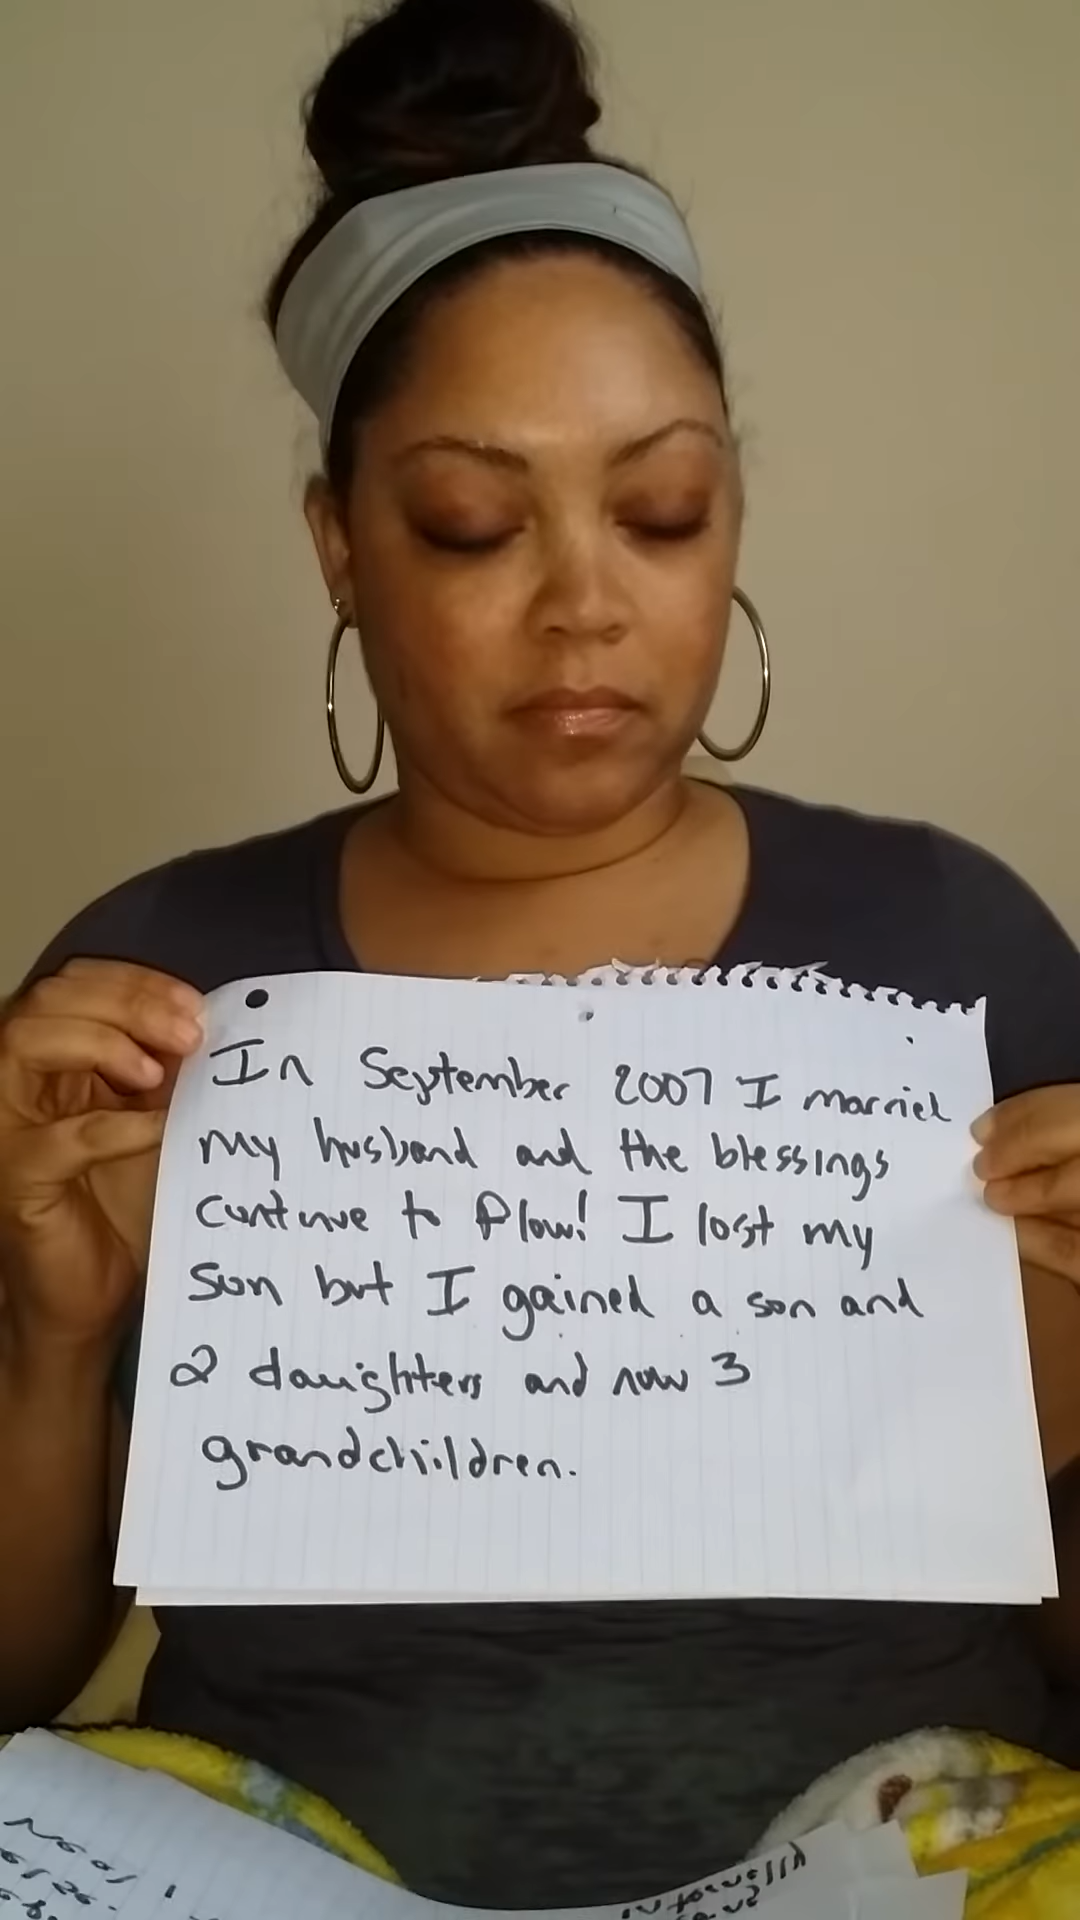 In September 2007 I married
my husband and the blessings
continue to flow! I lost my
son but I gained a son and
2 daughters and now 3
grandchildren.